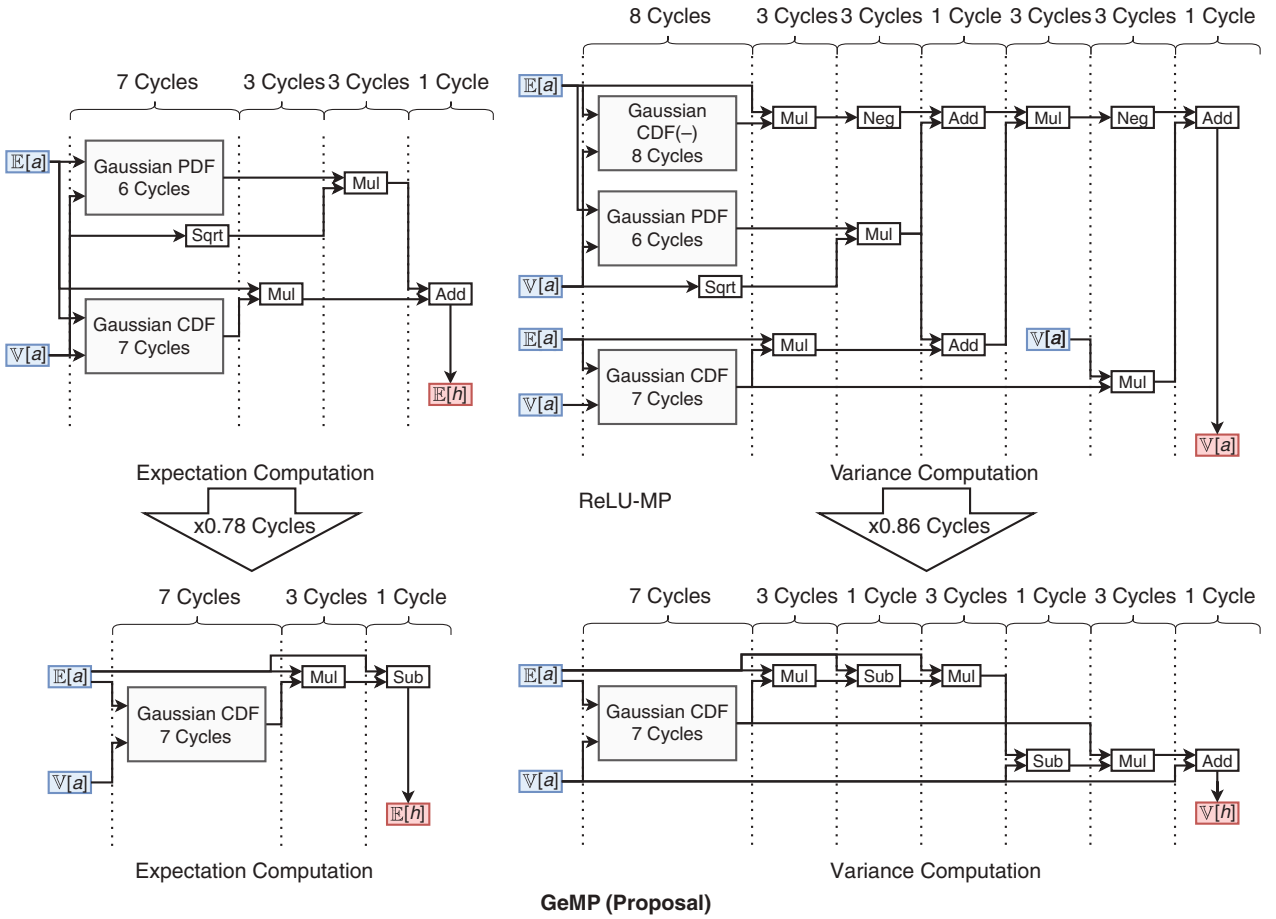 7 Cycles
3 Cycles
3 Cycles
1 Cycle
𝔼[a]
Gaussian PDF
6 Cycles
Mul
Sqrt
Mul
Add
𝕍[a]
Gaussian CDF
7 Cycles
𝔼[h]
Expectation Computation
8 Cycles
3 Cycles
3 Cycles
1 Cycle
3 Cycles
3 Cycles
1 Cycle
𝔼[a]
Gaussian
CDF(–)
8 Cycles
Mul
Neg
Add
Mul
Neg
Add
Gaussian PDF
6 Cycles
Mul
𝕍[a]
Sqrt
𝔼[a]
Mul
Add
𝕍[a]
Gaussian CDF
7 Cycles
Mul
𝕍[a]
𝕍[a]
Variance Computation
ReLU-MP
x0.78 Cycles
x0.86 Cycles
7 Cycles
3 Cycles
1 Cycle
𝔼[a]
Mul
Sub
Gaussian CDF
7 Cycles
𝕍[a]
𝔼[h]
Expectation Computation
7 Cycles
3 Cycles
1 Cycle
3 Cycles
1 Cycle
3 Cycles
1 Cycle
𝔼[a]
Mul
Sub
Mul
Gaussian CDF
7 Cycles
𝕍[a]
Sub
Mul
Add
𝕍[h]
Variance Computation
GeMP (Proposal)